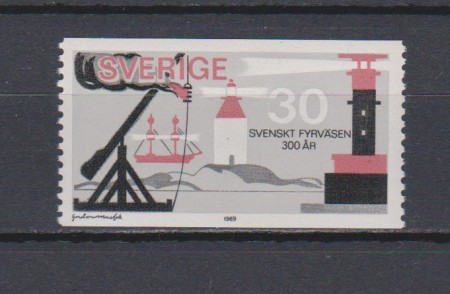 SVERIGE
30
SVENSKT FYRVÄSEN
300 ÅR
1969